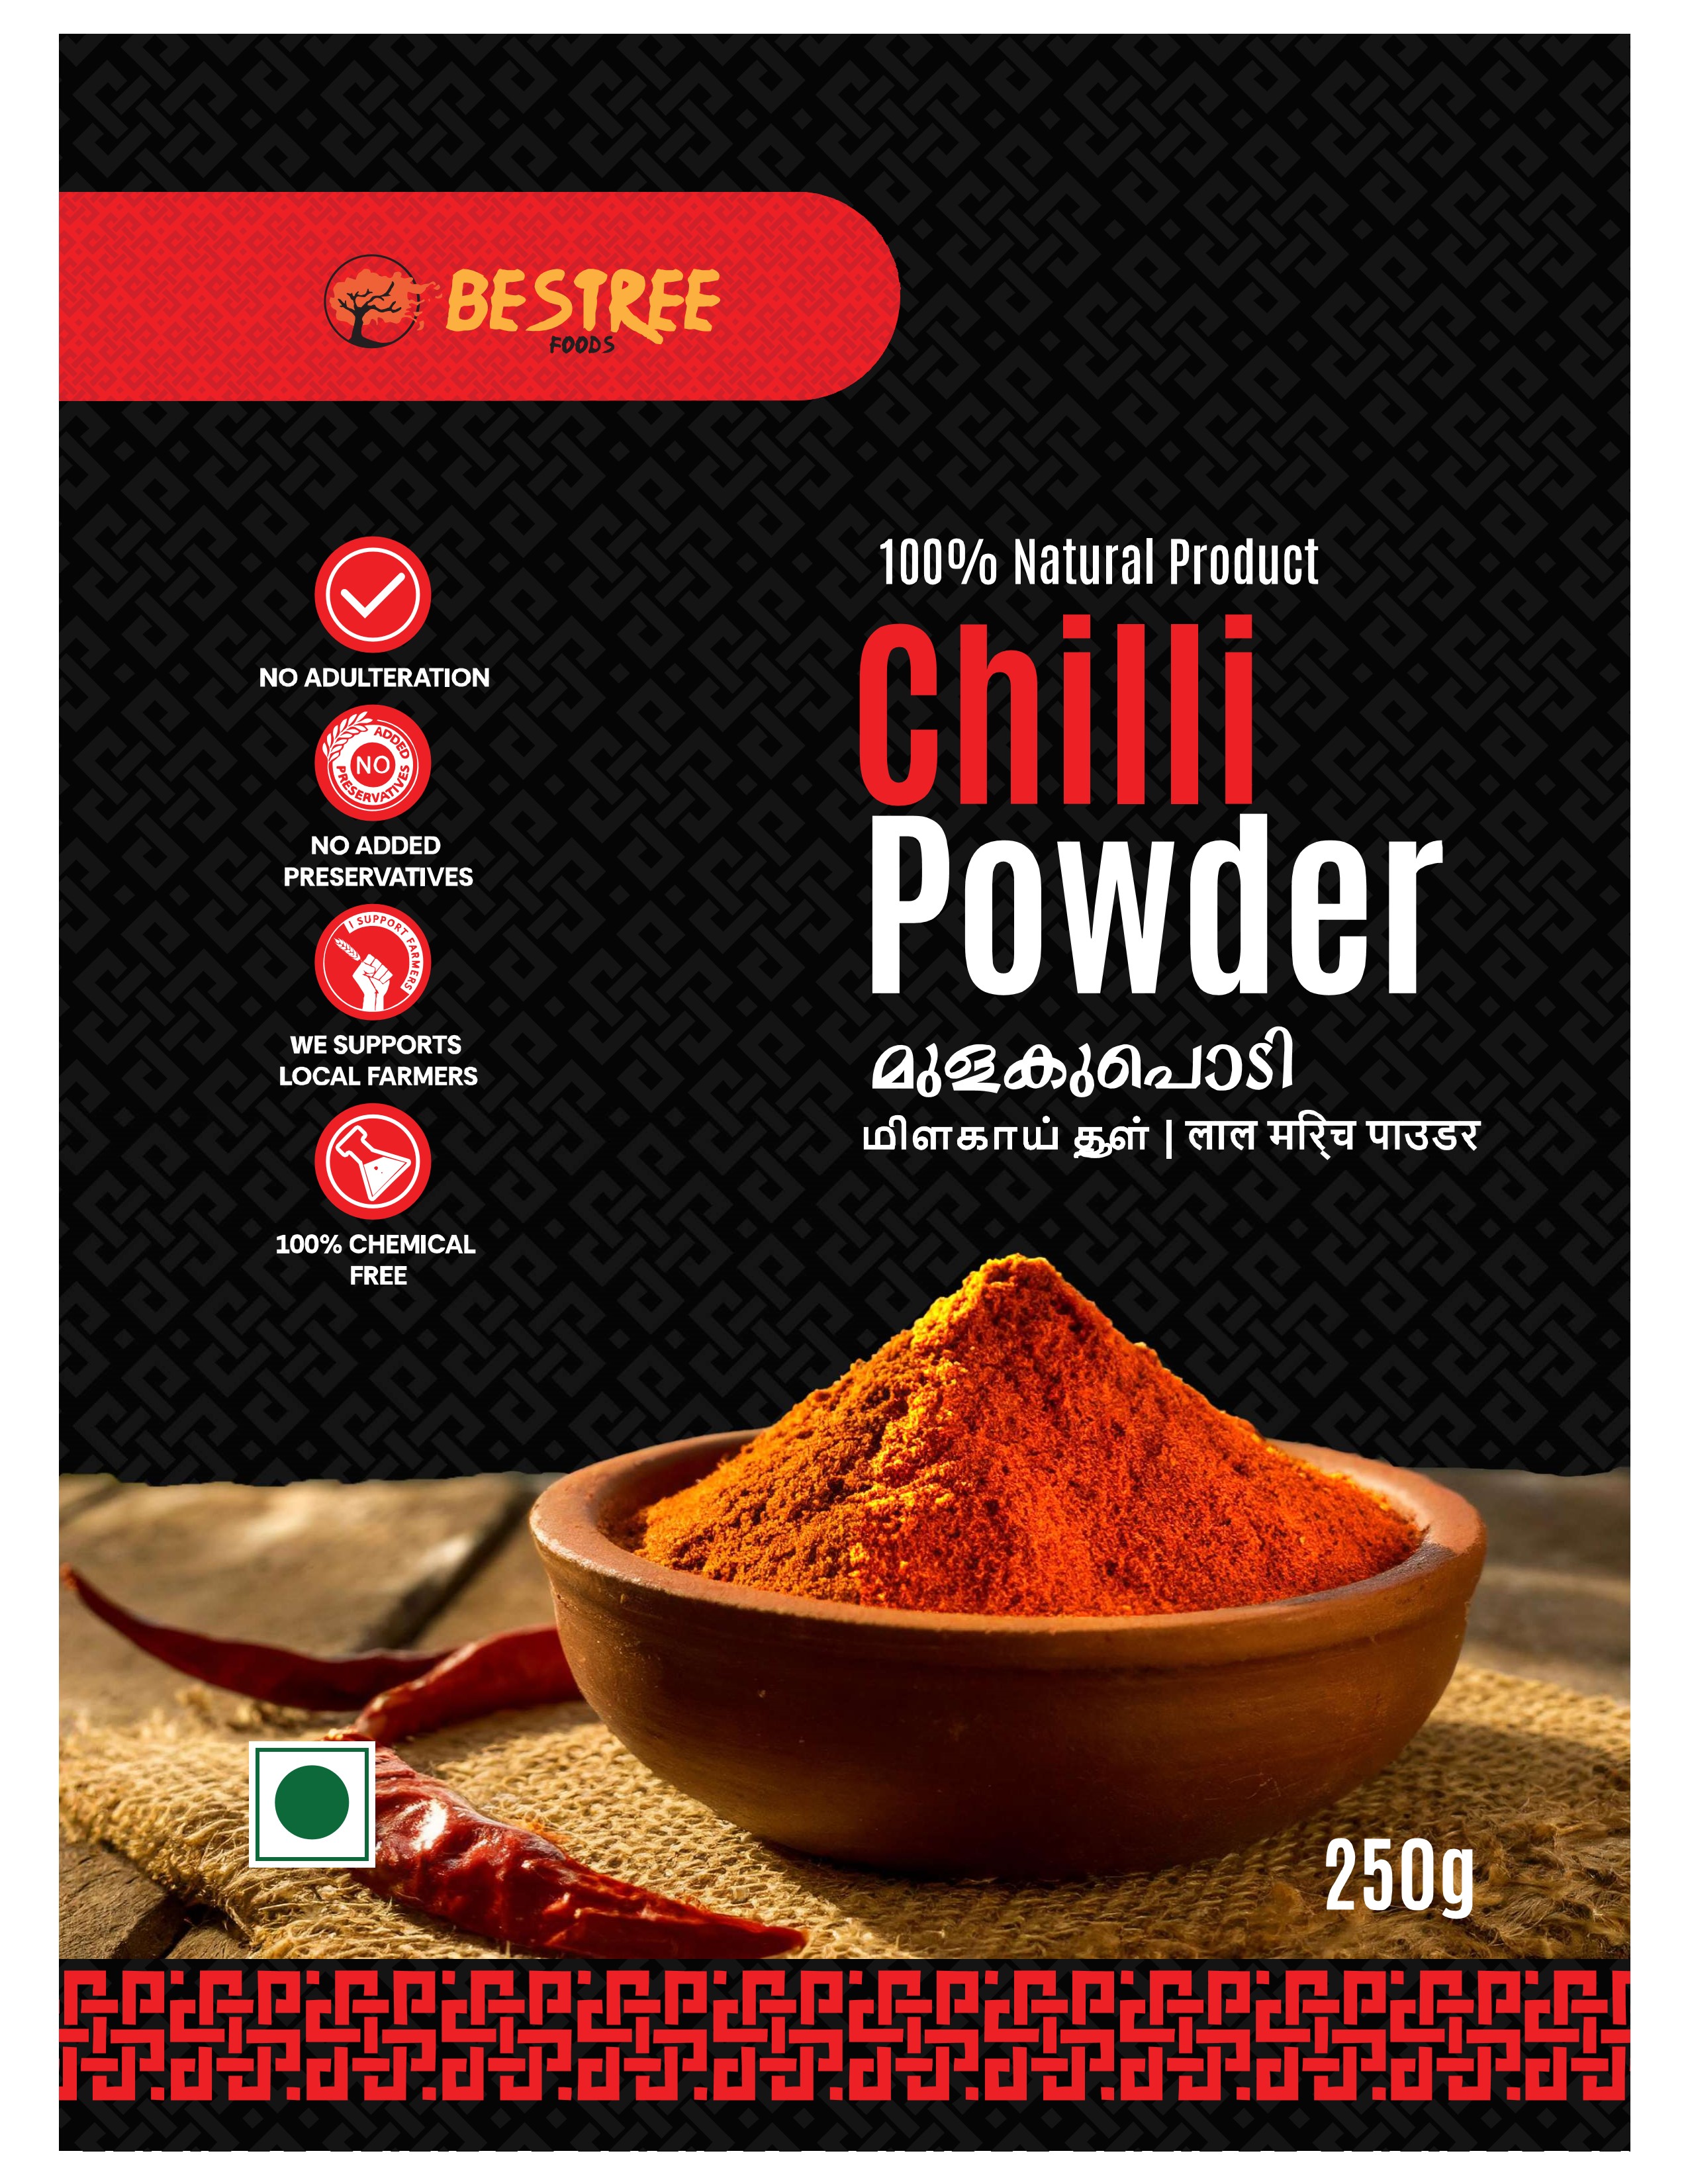 BESTREE
FOODS
NO ADULTERATION
ADDED
NO
PRESERVATIVES
NO ADDED
PRESERVATIVES
I SUPPORT FARMERS
WE SUPPORTS
LOCAL FARMERS
100% CHEMICAL
FREE
100% Natural Product
Chilli
Powder
മുളകുപൊടി
மிளகாய் தூள் | लाल मिर्च पाउडर
250g